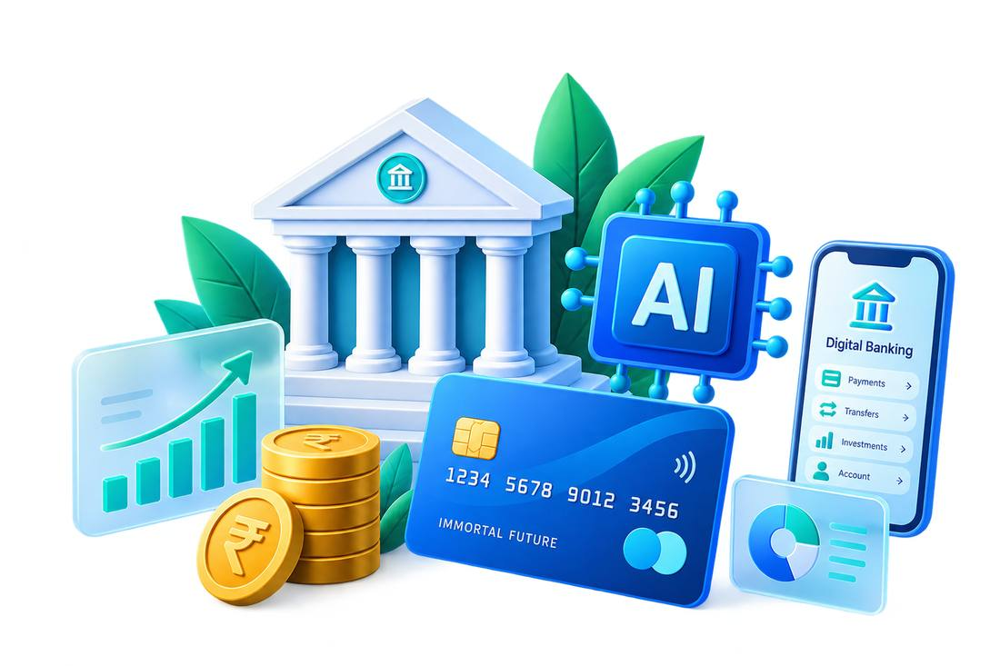 AI
Digital Banking
Payments
Transfers
Investments
Account
₹
₹
1234 5678 9012 3456
IMMORTAL FUTURE